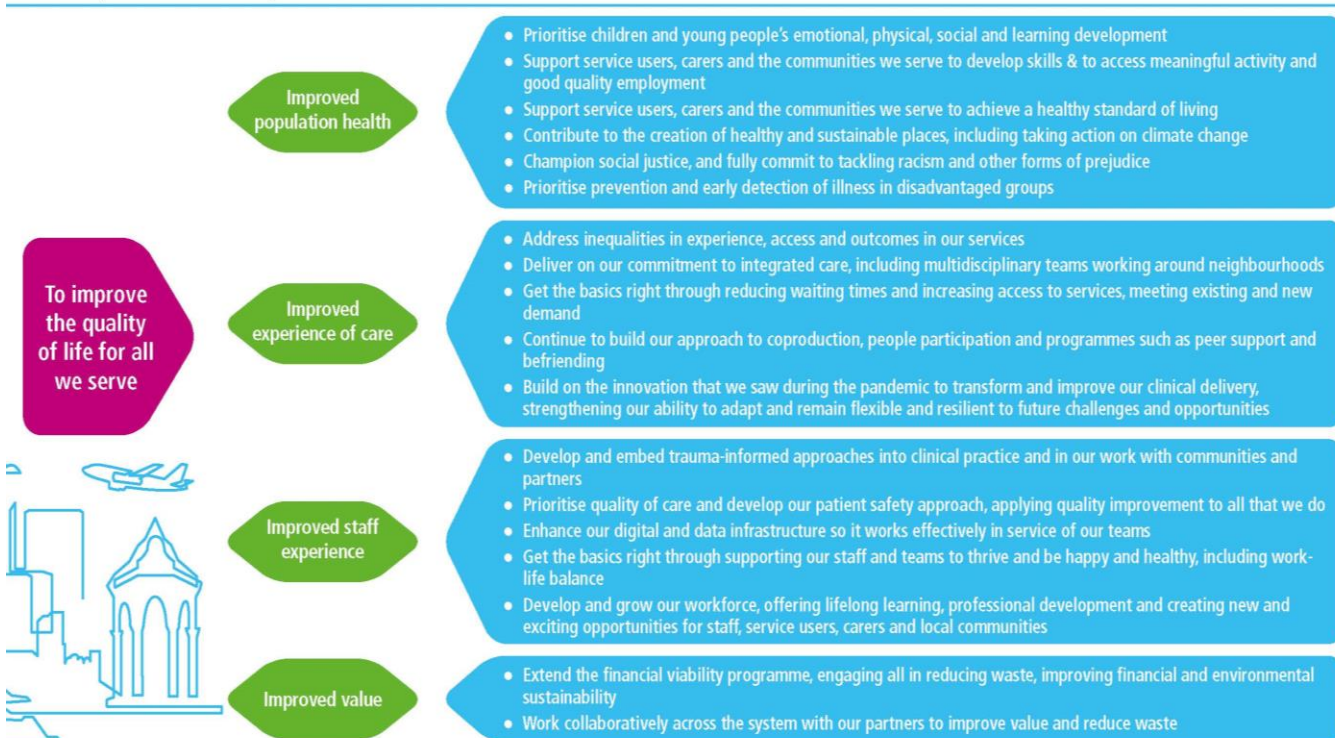 To improve
the quality
of life for all
we serve
Improved
population health
• Prioritise children and young people's emotional, physical, social and learning development
• Support service users, carers and the communities we serve to develop skills & to access meaningful activity and
good quality employment
• Support service users, carers and the communities we serve to achieve a healthy standard of living
• Contribute to the creation of healthy and sustainable places, including taking action on climate change
• Champion social justice, and fully commit to tackling racism and other forms of prejudice
• Prioritise prevention and early detection of illness in disadvantaged groups
Improved
experience of care
• Address inequalities in experience, access and outcomes in our services
• Deliver on our commitment to integrated care, including multidisciplinary teams working around neighbourhoods
• Get the basics right through reducing waiting times and increasing access to services, meeting existing and new
demand
• Continue to build our approach to coproduction, people participation and programmes such as peer support and
befriending
• Build on the innovation that we saw during the pandemic to transform and improve our clinical delivery,
strengthening our ability to adapt and remain flexible and resilient to future challenges and opportunities
Improved staff
experience
• Develop and embed trauma-informed approaches into clinical practice and in our work with communities and
partners
• Prioritise quality of care and develop our patient safety approach, applying quality improvement to all that we do
• Enhance our digital and data infrastructure so it works effectively in service of our teams
• Get the basics right through supporting our staff and teams to thrive and be happy and healthy, including work-
life balance
• Develop and grow our workforce, offering lifelong learning, professional development and creating new and
exciting opportunities for staff, service users, carers and local communities
Improved value
• Extend the financial viability programme, engaging all in reducing waste, improving financial and environmental
sustainability
• Work collaboratively across the system with our partners to improve value and reduce waste